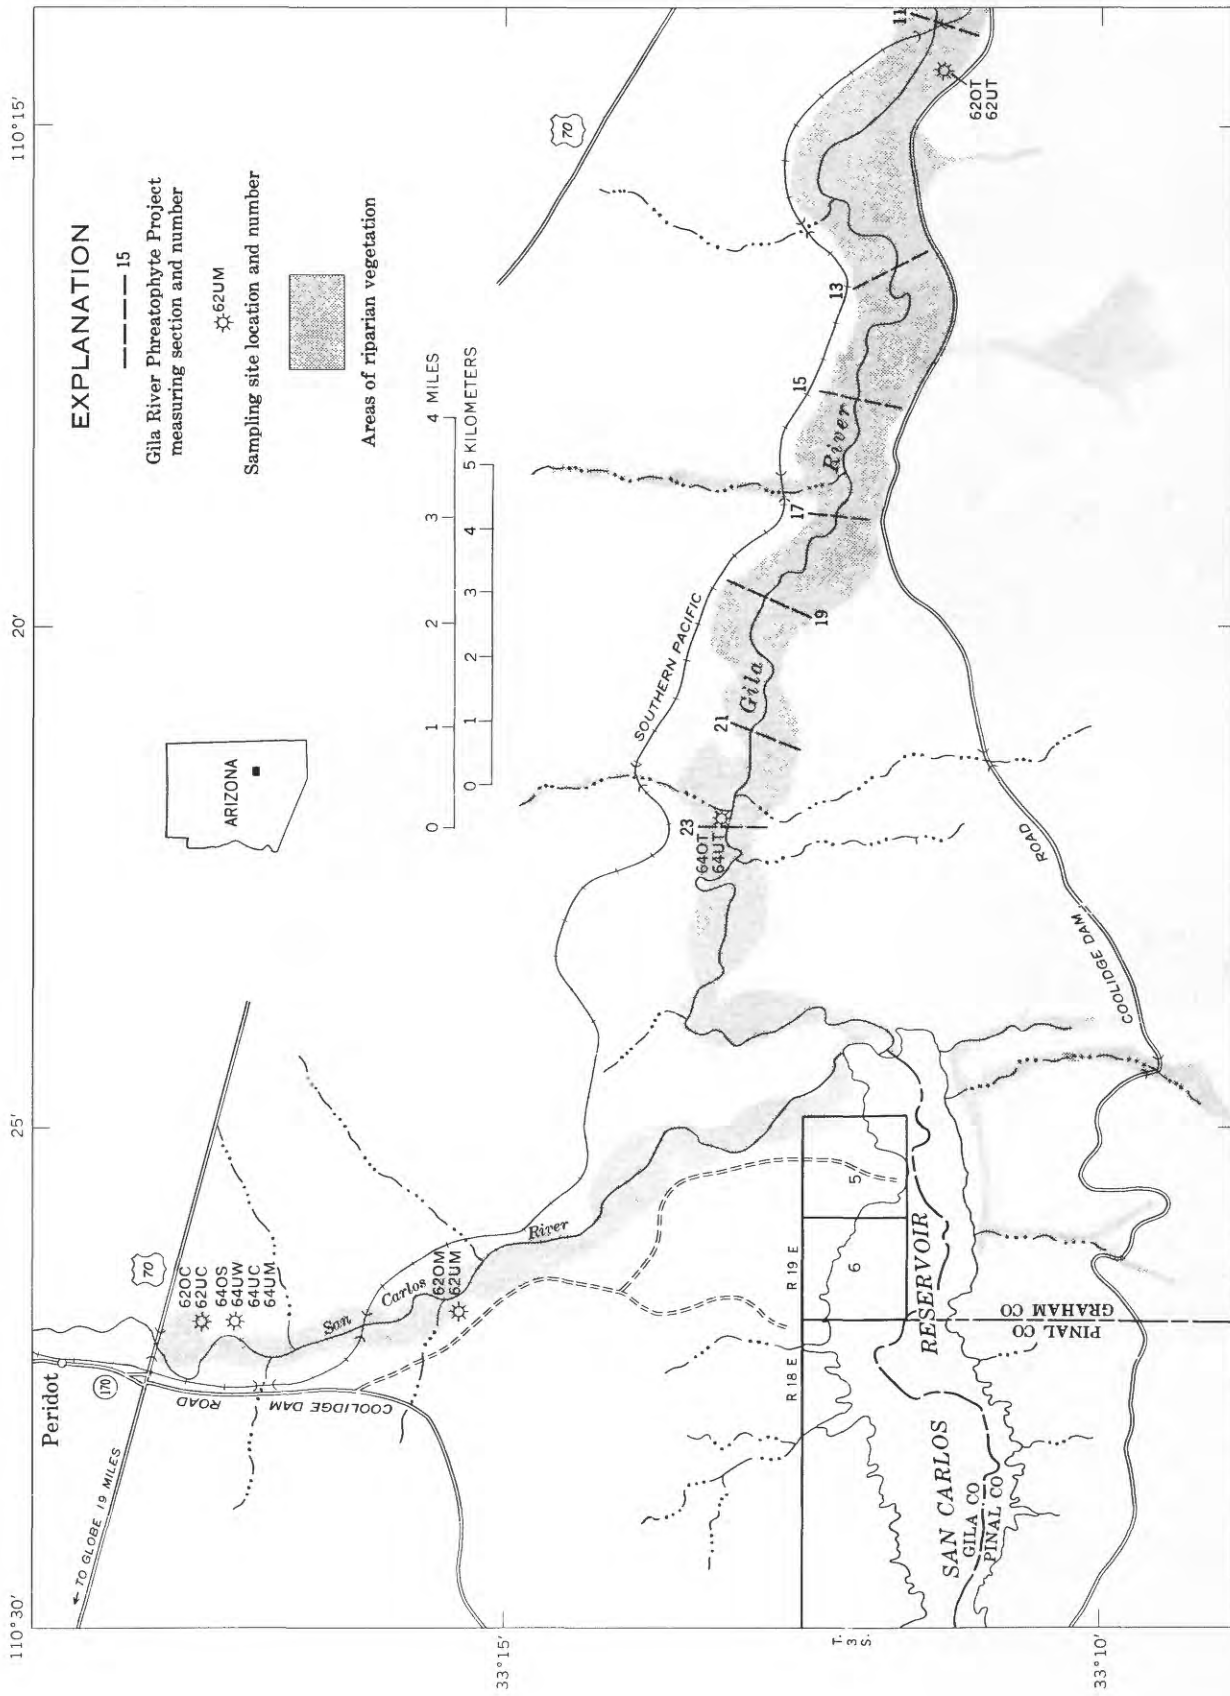 110°30'
25'
20'
110°15'
33°15'
33°10'
EXPLANATION
15
Gila River Phreatophyte Project
measuring section and number
62UM
Sampling site location and number
Areas of riparian vegetation
ARIZONA
0 1 2 3 4 MILES
0 1 2 3 4 5 KILOMETERS
← TO GLOBE 19 MILES
Peridot
170
70
62OC
62UC
64OS
64UW
64UC
64UM
COOLIDGE DAM ROAD
San Carlos River
62OM
62UM
SOUTHERN PACIFIC
70
64OT
64UT
23
21
19
17
15
13
11
Gila River
62OT
62UT
R 18 E
R 19 E
T.
3
S.
6
5
SAN CARLOS RESERVOIR
GILA CO
PINAL CO
PINAL CO
GRAHAM CO
COOLIDGE DAM ROAD